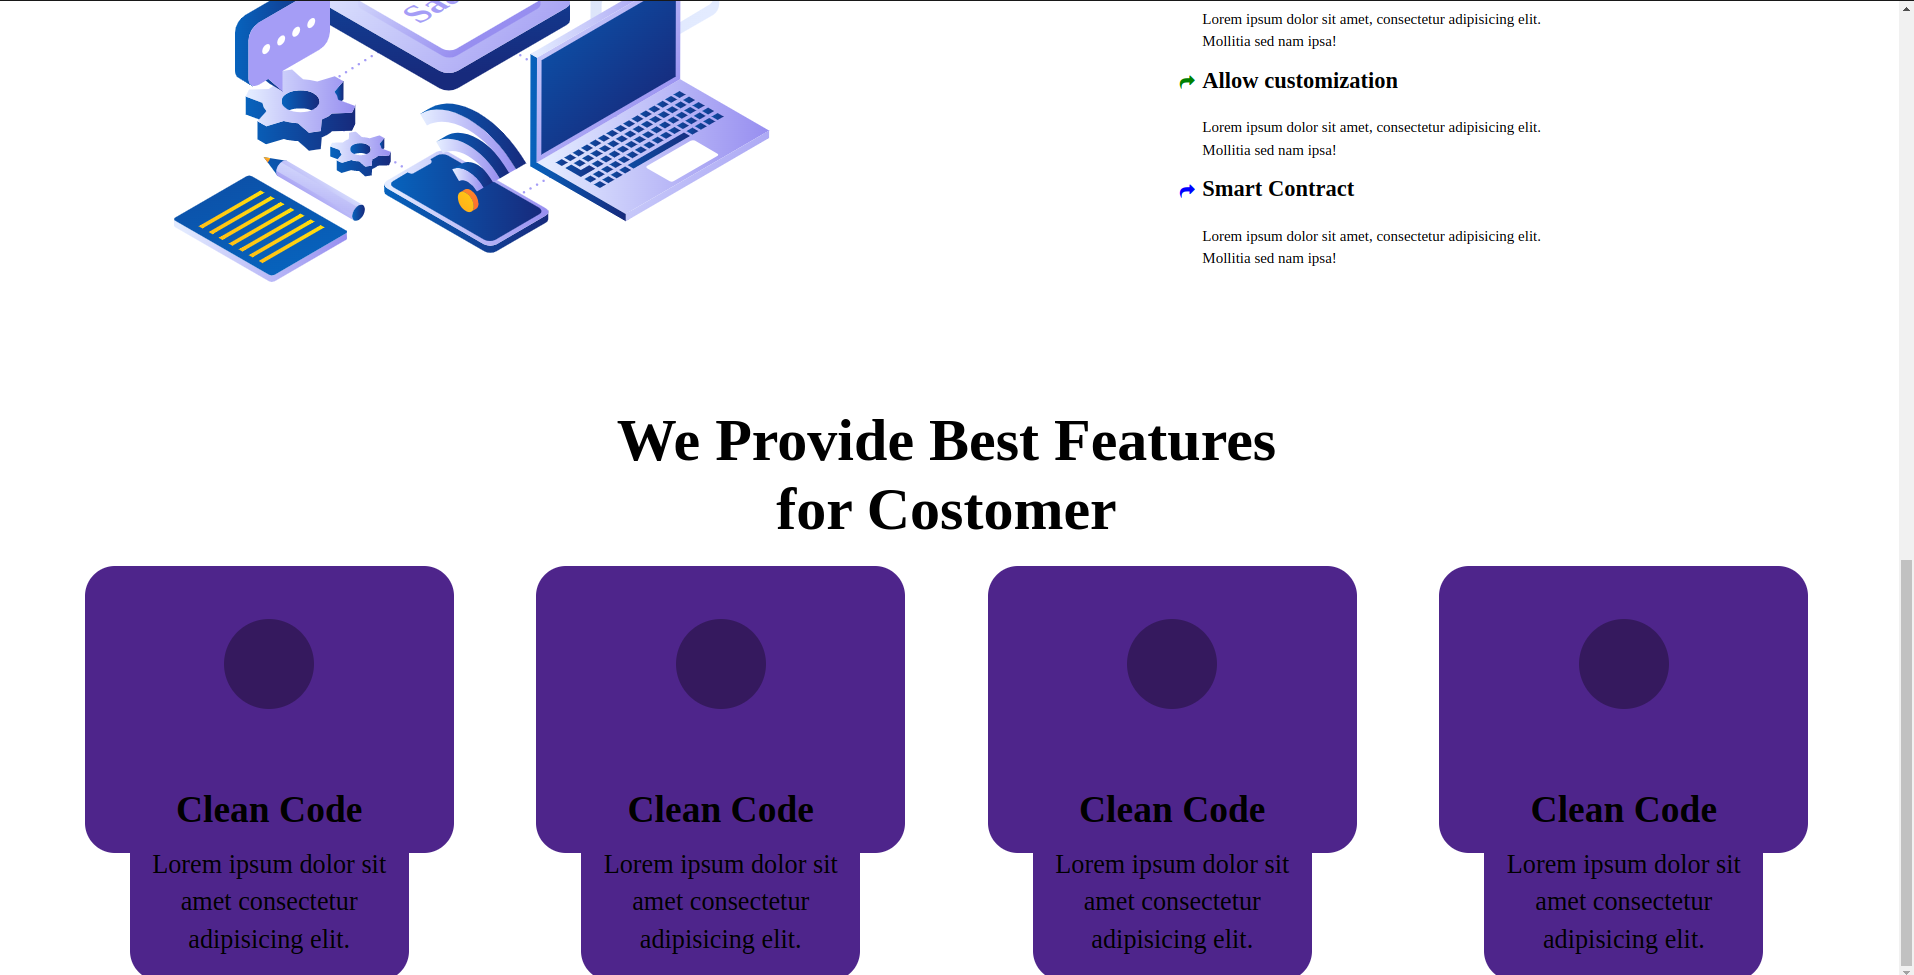 Lorem ipsum dolor sit amet, consectetur adipisicing elit.
Mollitia sed nam ipsa!
Allow customization
Lorem ipsum dolor sit amet, consectetur adipisicing elit.
Mollitia sed nam ipsa!
Smart Contract
Lorem ipsum dolor sit amet, consectetur adipisicing elit.
Mollitia sed nam ipsa!
We Provide Best Features
for Costomer
Clean Code
Lorem ipsum dolor sit
amet consectetur
adipisicing elit.
Clean Code
Lorem ipsum dolor sit
amet consectetur
adipisicing elit.
Clean Code
Lorem ipsum dolor sit
amet consectetur
adipisicing elit.
Clean Code
Lorem ipsum dolor sit
amet consectetur
adipisicing elit.